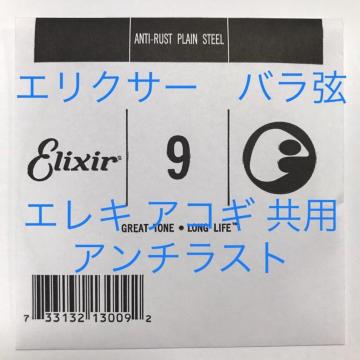 ANTI-RUST PLAIN STEEL
エリクサー　バラ弦
Elixir®
9
エレキ アコギ 共用
GREAT TONE • LONG LIFE™
アンチラスト
7 33132 13009 2